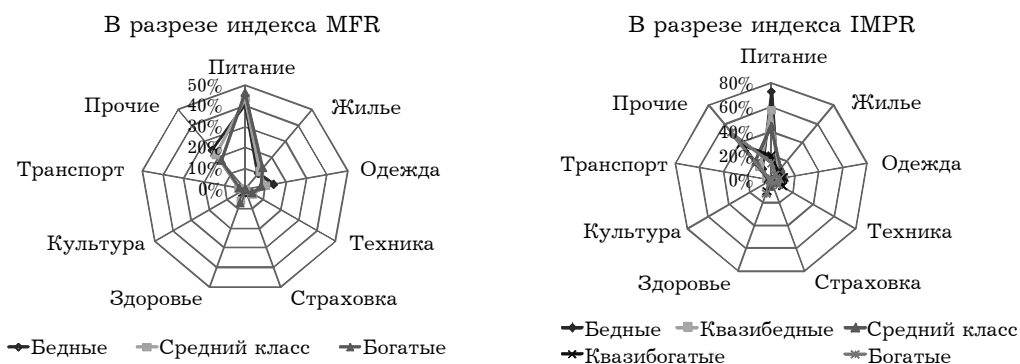 В разрезе индекса MFR
Питание
50%
40%
30%
20%
10%
0%
Жилье
Одежда
Техника
Страховка
Здоровье
Культура
Транспорт
Прочие
Бедные Средний класс Богатые
В разрезе индекса IMPR
Питание
80%
60%
40%
20%
0%
Жилье
Одежда
Техника
Страховка
Здоровье
Культура
Транспорт
Прочие
Бедные Квазибедные Средний класс
Квазибогатые Богатые